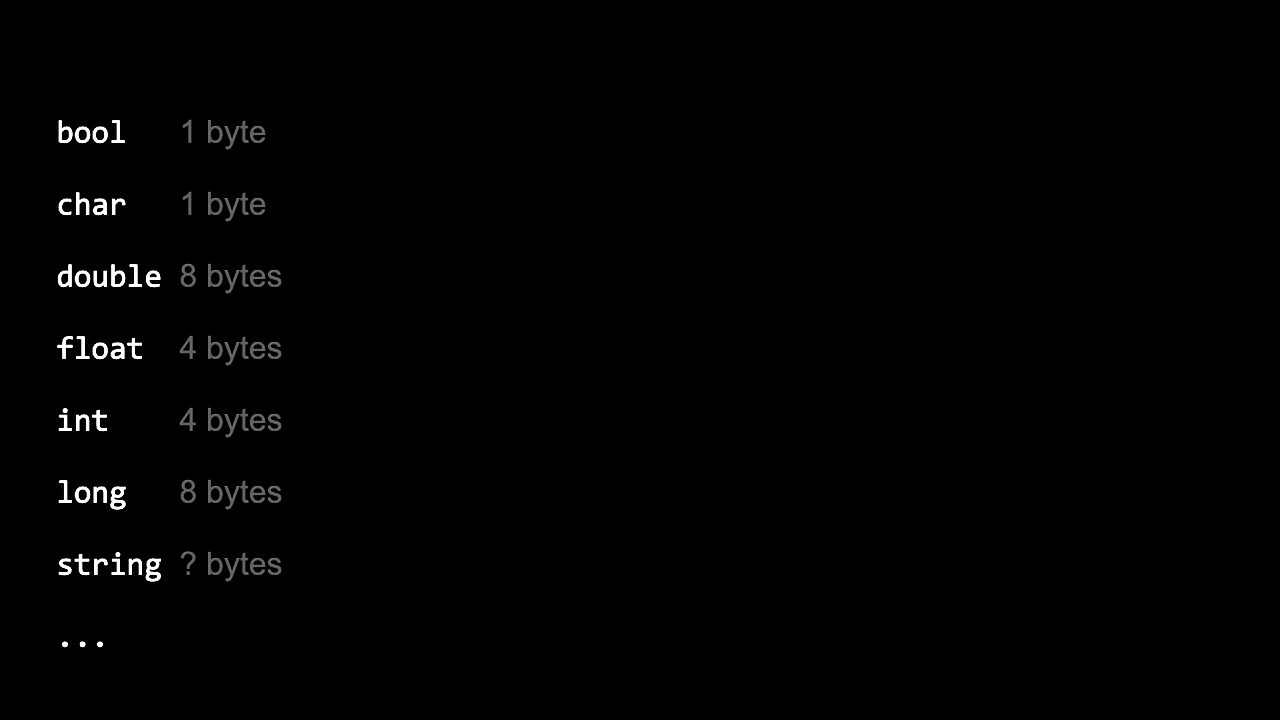 bool 1 byte
char 1 byte
double 8 bytes
float 4 bytes
int 4 bytes
long 8 bytes
string ? bytes
...